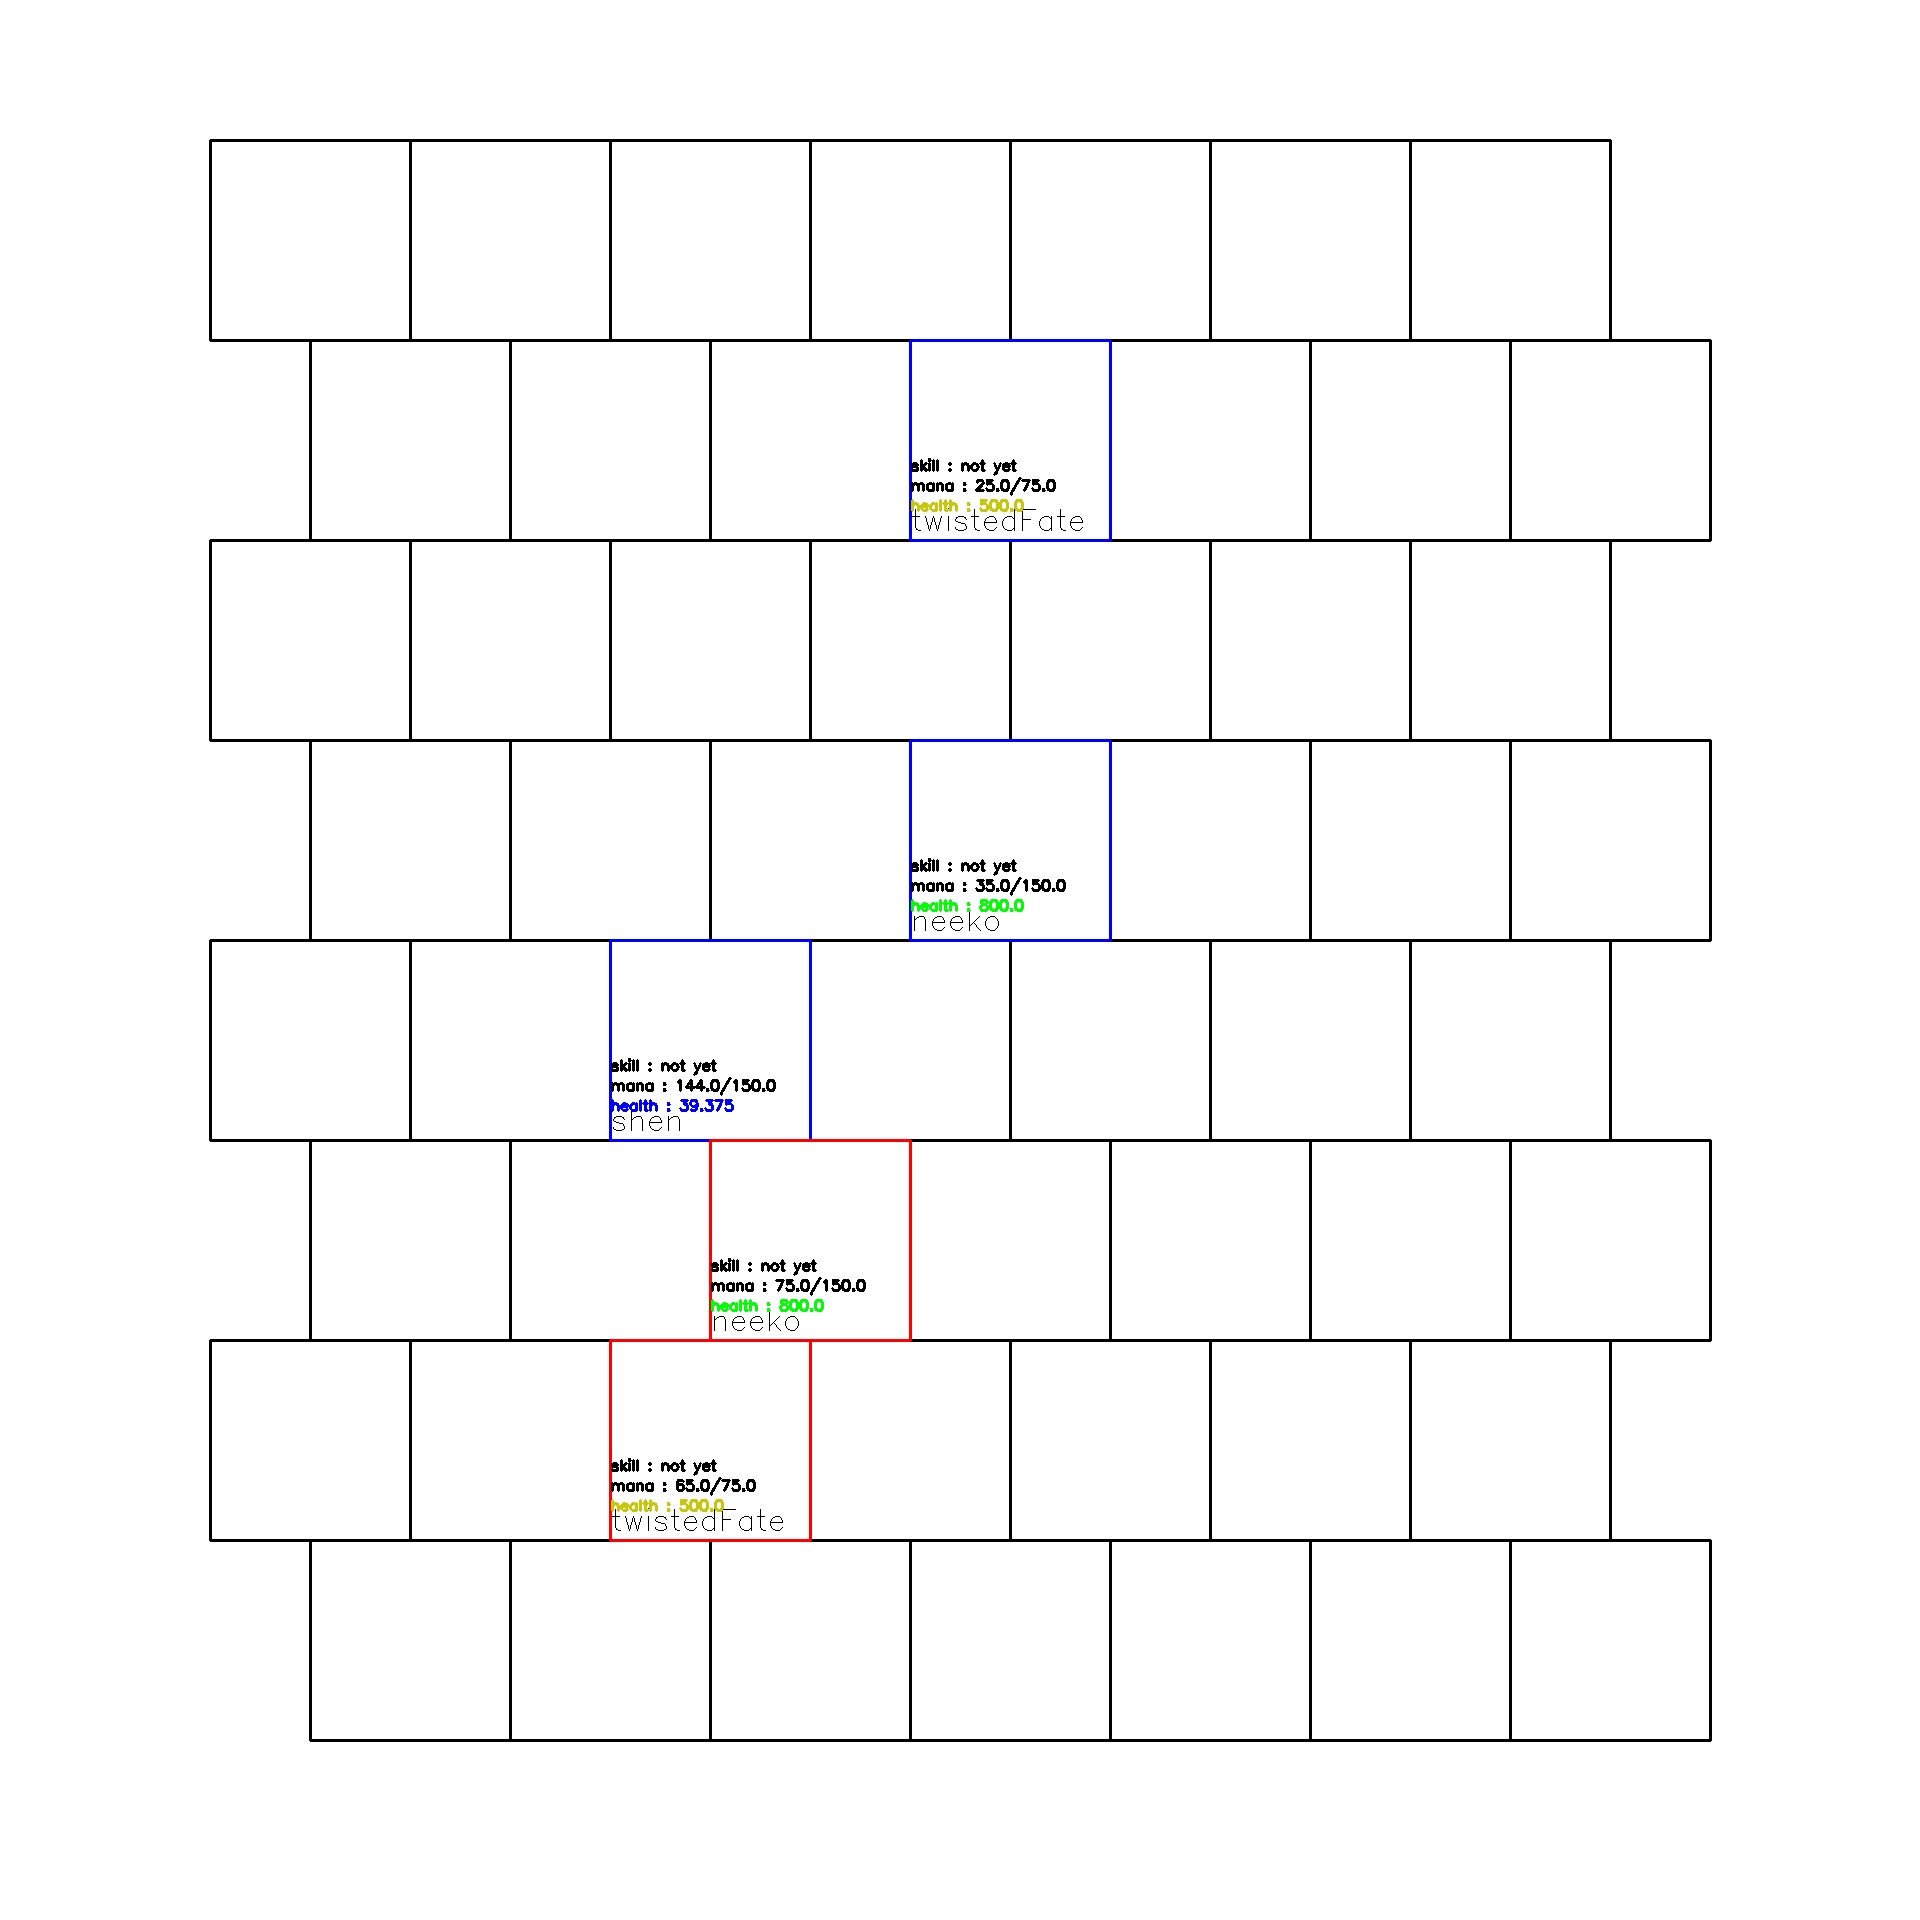 skill : not yet
mana : 25.0/75.0
health : 500.0
twistedFate
skill : not yet
mana : 35.0/150.0
health : 800.0
neeko
skill : not yet
mana : 144.0/150.0
health : 39.375
shen
skill : not yet
mana : 75.0/150.0
health : 800.0
neeko
skill : not yet
mana : 65.0/75.0
health : 500.0
twistedFate